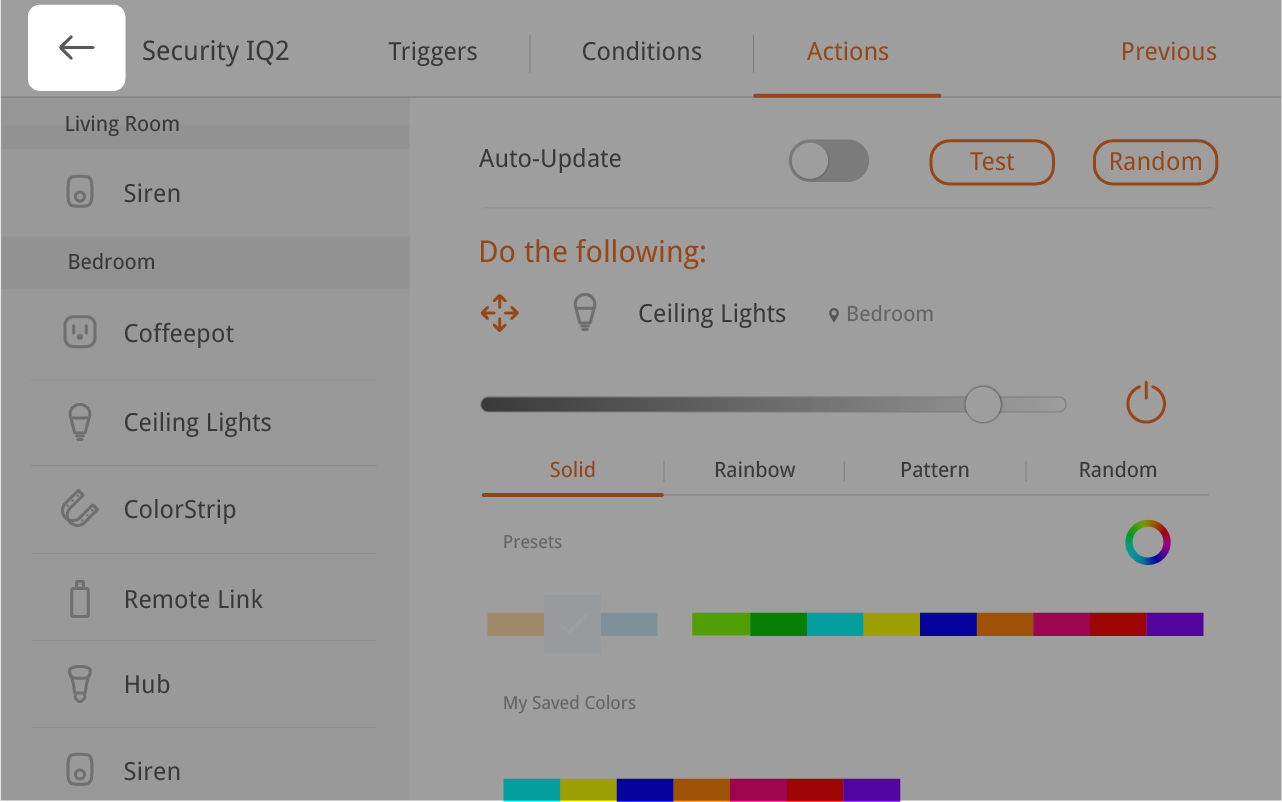 Security IQ2
Triggers
Conditions
Actions
Previous
Living Room
Siren
Bedroom
Coffeepot
Ceiling Lights
ColorStrip
Remote Link
Hub
Siren
Auto-Update
Test
Random
Do the following:
Ceiling Lights
Bedroom
Solid
Rainbow
Pattern
Random
Presets
My Saved Colors